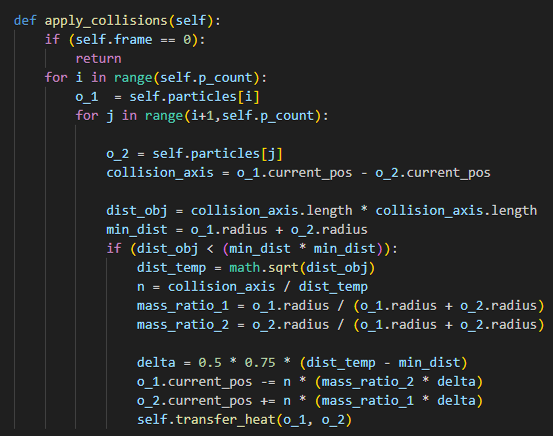 def apply_collisions(self):
    if (self.frame == 0):
        return
    for i in range(self.p_count):
        o_1  = self.particles[i]
        for j in range(i+1,self.p_count):

            o_2 = self.particles[j]
            collision_axis = o_1.current_pos - o_2.current_pos

            dist_obj = collision_axis.length * collision_axis.length
            min_dist = o_1.radius + o_2.radius
            if (dist_obj < (min_dist * min_dist)):
                dist_temp = math.sqrt(dist_obj)
                n = collision_axis / dist_temp
                mass_ratio_1 = o_1.radius / (o_1.radius + o_2.radius)
                mass_ratio_2 = o_2.radius / (o_1.radius + o_2.radius)

                delta = 0.5 * 0.75 * (dist_temp - min_dist)
                o_1.current_pos -= n * (mass_ratio_2 * delta)
                o_2.current_pos += n * (mass_ratio_1 * delta)
                self.transfer_heat(o_1, o_2)